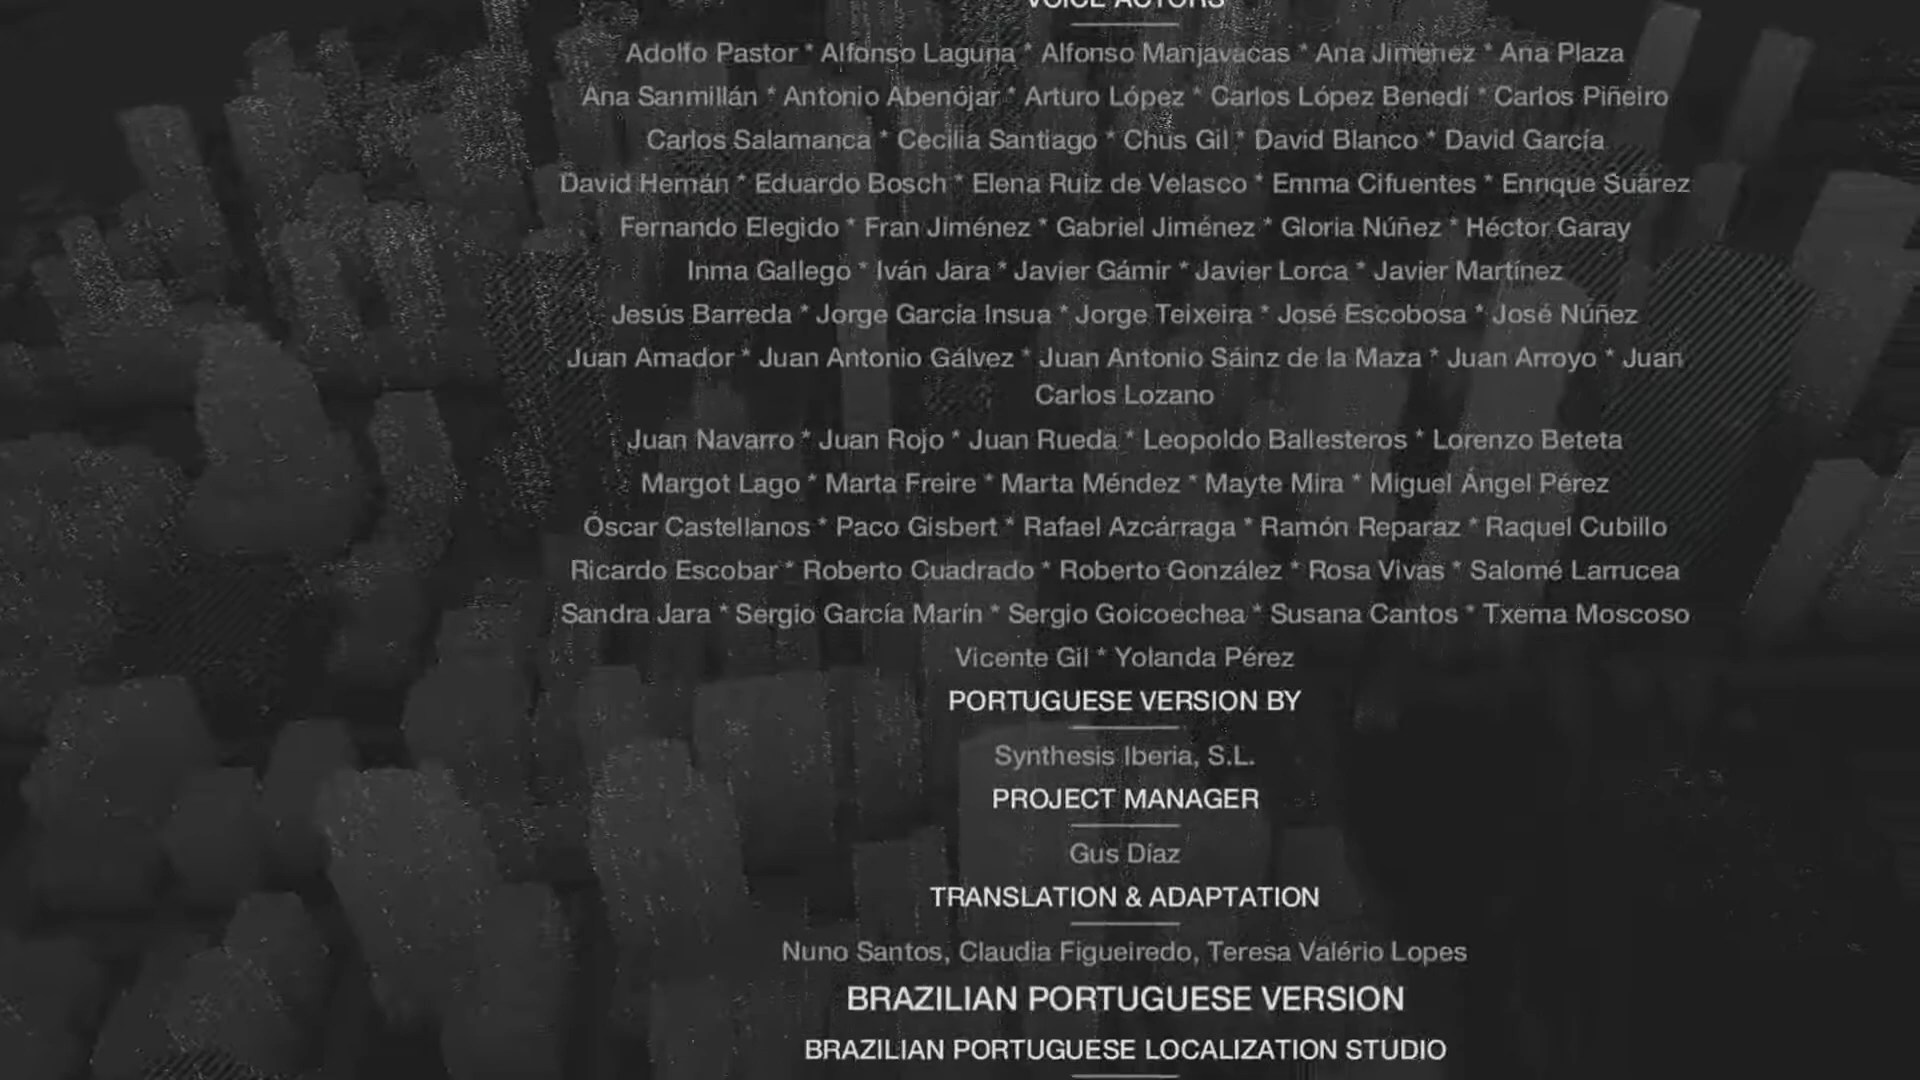 VOICE ACTORS
Adolfo Pastor * Alfonso Laguna * Alfonso Manjavacas * Ana Jiménez * Ana Plaza
Ana Sanmillán * Antonio Abenójar * Arturo López * Carlos López Benedí * Carlos Piñeiro
Carlos Salamanca * Cecilia Santiago * Chus Gil * David Blanco * David García
David Hernán * Eduardo Bosch * Elena Ruiz de Velasco * Emma Cifuentes * Enrique Suárez
Fernando Elegido * Fran Jiménez * Gabriel Jiménez * Gloria Núñez * Héctor Garay
Inma Gallego * Iván Jara * Javier Gámir * Javier Lorca * Javier Martínez
Jesús Barreda * Jorge García Insua * Jorge Teixeira * José Escobosa * José Núñez
Juan Amador * Juan Antonio Gálvez * Juan Antonio Sáinz de la Maza * Juan Arroyo * Juan
Carlos Lozano
Juan Navarro * Juan Rojo * Juan Rueda * Leopoldo Ballesteros * Lorenzo Beteta
Margot Lago * Marta Freire * Marta Méndez * Mayte Mira * Miguel Ángel Pérez
Óscar Castellanos * Paco Gisbert * Rafael Azcárraga * Ramón Reparaz * Raquel Cubillo
Ricardo Escobar * Roberto Cuadrado * Roberto González * Rosa Vivas * Salomé Larrucea
Sandra Jara * Sergio García Marín * Sergio Goicoechea * Susana Cantos * Txema Moscoso
Vicente Gil * Yolanda Pérez
PORTUGUESE VERSION BY
Synthesis Iberia, S.L.
PROJECT MANAGER
Gus Díaz
TRANSLATION & ADAPTATION
Nuno Santos, Claudia Figueiredo, Teresa Valério Lopes
BRAZILIAN PORTUGUESE VERSION
BRAZILIAN PORTUGUESE LOCALIZATION STUDIO